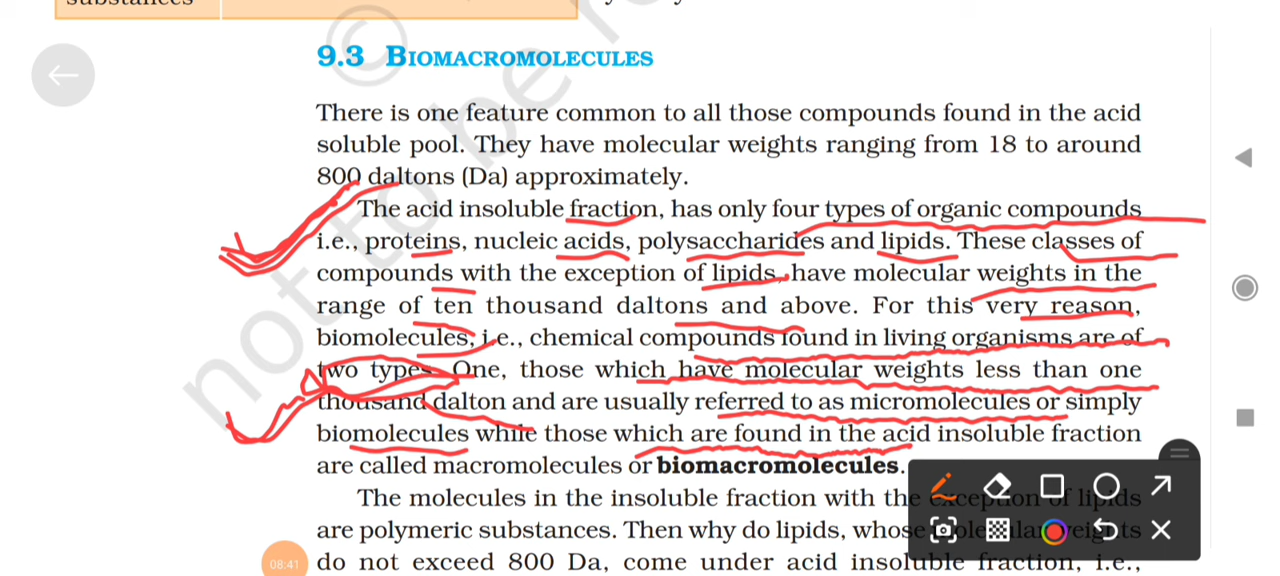 substances
9.3 BIOMACROMOLECULES
There is one feature common to all those compounds found in the acid
soluble pool. They have molecular weights ranging from 18 to around
800 daltons (Da) approximately.
The acid insoluble fraction, has only four types of organic compounds
i.e., proteins, nucleic acids, polysaccharides and lipids. These classes of
compounds with the exception of lipids, have molecular weights in the
range of ten thousand daltons and above. For this very reason,
biomolecules, i.e., chemical compounds found in living organisms are of
two types. One, those which have molecular weights less than one
thousand dalton and are usually referred to as micromolecules or simply
biomolecules while those which are found in the acid insoluble fraction
are called macromolecules or biomacromolecules.
The molecules in the insoluble fraction with the exception of lipids
are polymeric substances. Then why do lipids, whose molecular weights
do not exceed 800 Da, come under acid insoluble fraction, i.e.,
08:41
© not to be